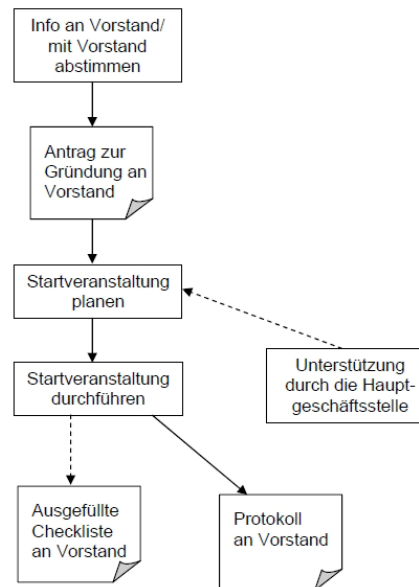 Info an Vorstand/
mit Vorstand
abstimmen
Antrag zur
Gründung an
Vorstand
Startveranstaltung
planen
Startveranstaltung
durchführen
Unterstützung
durch die Haupt-
geschäftsstelle
Ausgefüllte
Checkliste
an Vorstand
Protokoll
an Vorstand